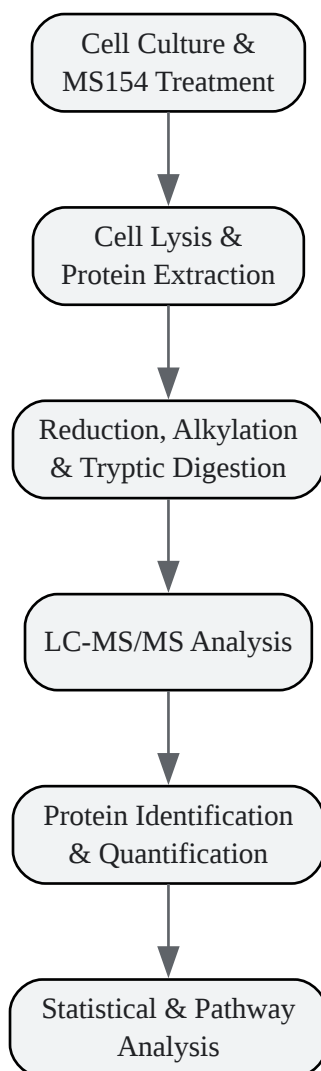 Cell Culture &
MS154 Treatment
Cell Lysis &
Protein Extraction
Reduction, Alkylation
& Tryptic Digestion
LC-MS/MS Analysis
Protein Identification
& Quantification
Statistical & Pathway
Analysis